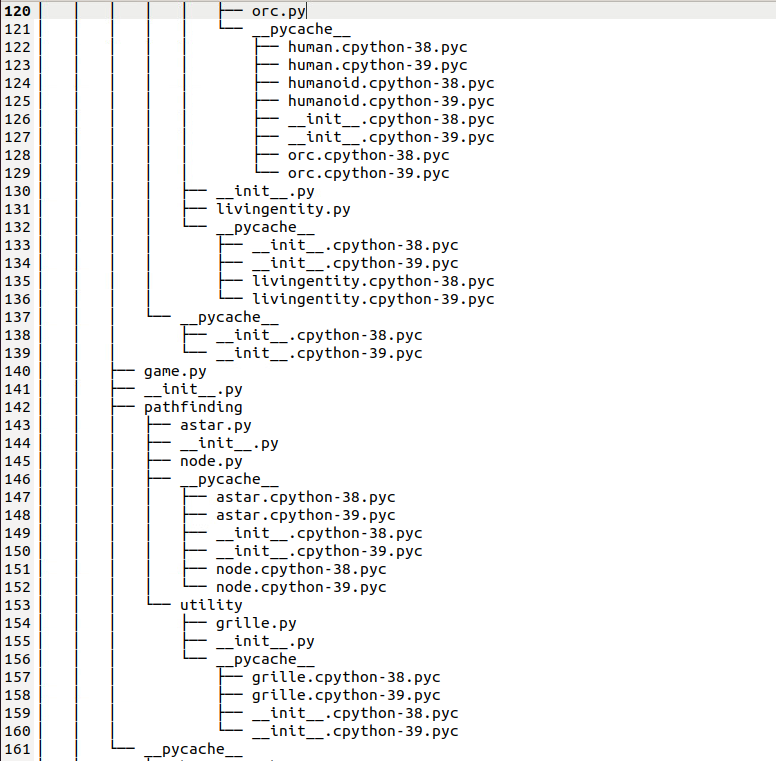 120 │   │   │   │   │   ├── orc.py
121 │   │   │   │   │   └── __pycache__
122 │   │   │   │   │       ├── human.cpython-38.pyc
123 │   │   │   │   │       ├── human.cpython-39.pyc
124 │   │   │   │   │       ├── humanoid.cpython-38.pyc
125 │   │   │   │   │       ├── humanoid.cpython-39.pyc
126 │   │   │   │   │       ├── __init__.cpython-38.pyc
127 │   │   │   │   │       ├── __init__.cpython-39.pyc
128 │   │   │   │   │       ├── orc.cpython-38.pyc
129 │   │   │   │   │       └── orc.cpython-39.pyc
130 │   │   │   │   ├── __init__.py
131 │   │   │   │   ├── livingentity.py
132 │   │   │   │   └── __pycache__
133 │   │   │   │       ├── __init__.cpython-38.pyc
134 │   │   │   │       ├── __init__.cpython-39.pyc
135 │   │   │   │       ├── livingentity.cpython-38.pyc
136 │   │   │   │       └── livingentity.cpython-39.pyc
137 │   │   │   └── __pycache__
138 │   │   │       ├── __init__.cpython-38.pyc
139 │   │   │       └── __init__.cpython-39.pyc
140 │   │   ├── game.py
141 │   │   ├── __init__.py
142 │   │   ├── pathfinding
143 │   │   │   ├── astar.py
144 │   │   │   ├── __init__.py
145 │   │   │   ├── node.py
146 │   │   │   ├── __pycache__
147 │   │   │   │   ├── astar.cpython-38.pyc
148 │   │   │   │   ├── astar.cpython-39.pyc
149 │   │   │   │   ├── __init__.cpython-38.pyc
150 │   │   │   │   ├── __init__.cpython-39.pyc
151 │   │   │   │   ├── node.cpython-38.pyc
152 │   │   │   │   └── node.cpython-39.pyc
153 │   │   │   └── utility
154 │   │   │       ├── grille.py
155 │   │   │       ├── __init__.py
156 │   │   │       └── __pycache__
157 │   │   │           ├── grille.cpython-38.pyc
158 │   │   │           ├── grille.cpython-39.pyc
159 │   │   │           ├── __init__.cpython-38.pyc
160 │   │   │           └── __init__.cpython-39.pyc
161 │   │   └── __pycache__